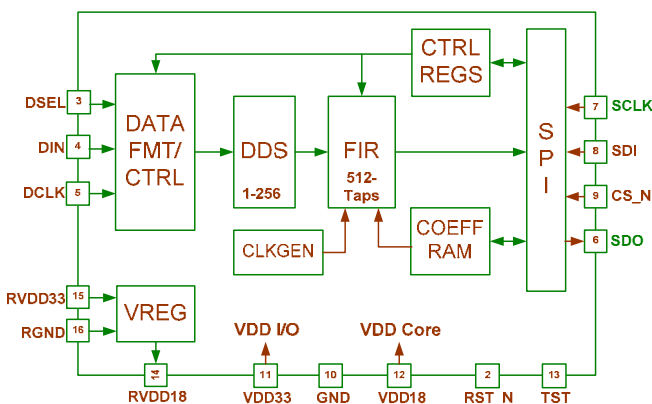 CTRL
REGS
DSEL 3
DIN 4
DCLK 5
DATA
FMT/
CTRL
DDS
1-256
FIR
512-
Taps
S
P
I
7 SCLK
8 SDI
9 CS_N
6 SDO
CLKGEN
COEFF
RAM
RVDD33 15
RGND 16
VREG
VDD I/O
VDD Core
14
11
10
12
2
13
RVDD18
VDD33
GND
VDD18
RST_N
TST